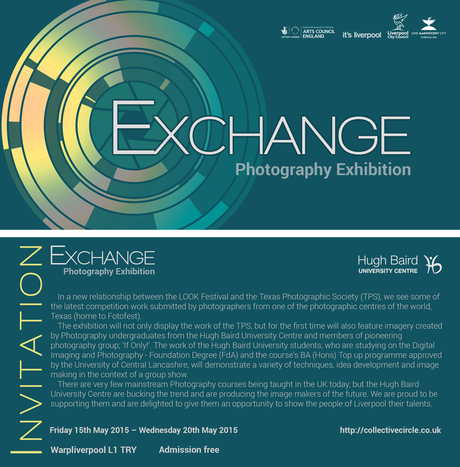 ARTS COUNCIL
ENGLAND
it's liverpool
Liverpool
City Council
EXCHANGE
Photography Exhibition
INVITATION
EXCHANGE
Photography Exhibition
Hugh Baird
UNIVERSITY CENTRE
In a new relationship between the LOOK Festival and the Texas Photographic Society (TPS), we see some of
the latest competition work submitted by photographers from one of the photographic centres of the world,
Texas (home to Fotofest).
The exhibition will not only display the work of the TPS, but for the first time will also feature imagery created
by Photography undergraduates from the Hugh Baird University Centre and members of pioneering
photography group; 'If Only!'. The work of the Hugh Baird University students, who are studying on the Digital
Imaging and Photography - Foundation Degree (FdA) and the course's BA (Hons) Top up programme approved
by the University of Central Lancashire, will demonstrate a variety of techniques, idea development and image
making in the context of a group show.
There are very few mainstream Photography courses being taught in the UK today, but the Hugh Baird
University Centre are bucking the trend and are producing the image makers of the future. We are proud to be
supporting them and are delighted to give them an opportunity to show the people of Liverpool their talents.
Friday 15th May 2015 – Wednesday 20th May 2015
http://collectivecircle.co.uk
Warpliverpool L1 TRY
Admission free